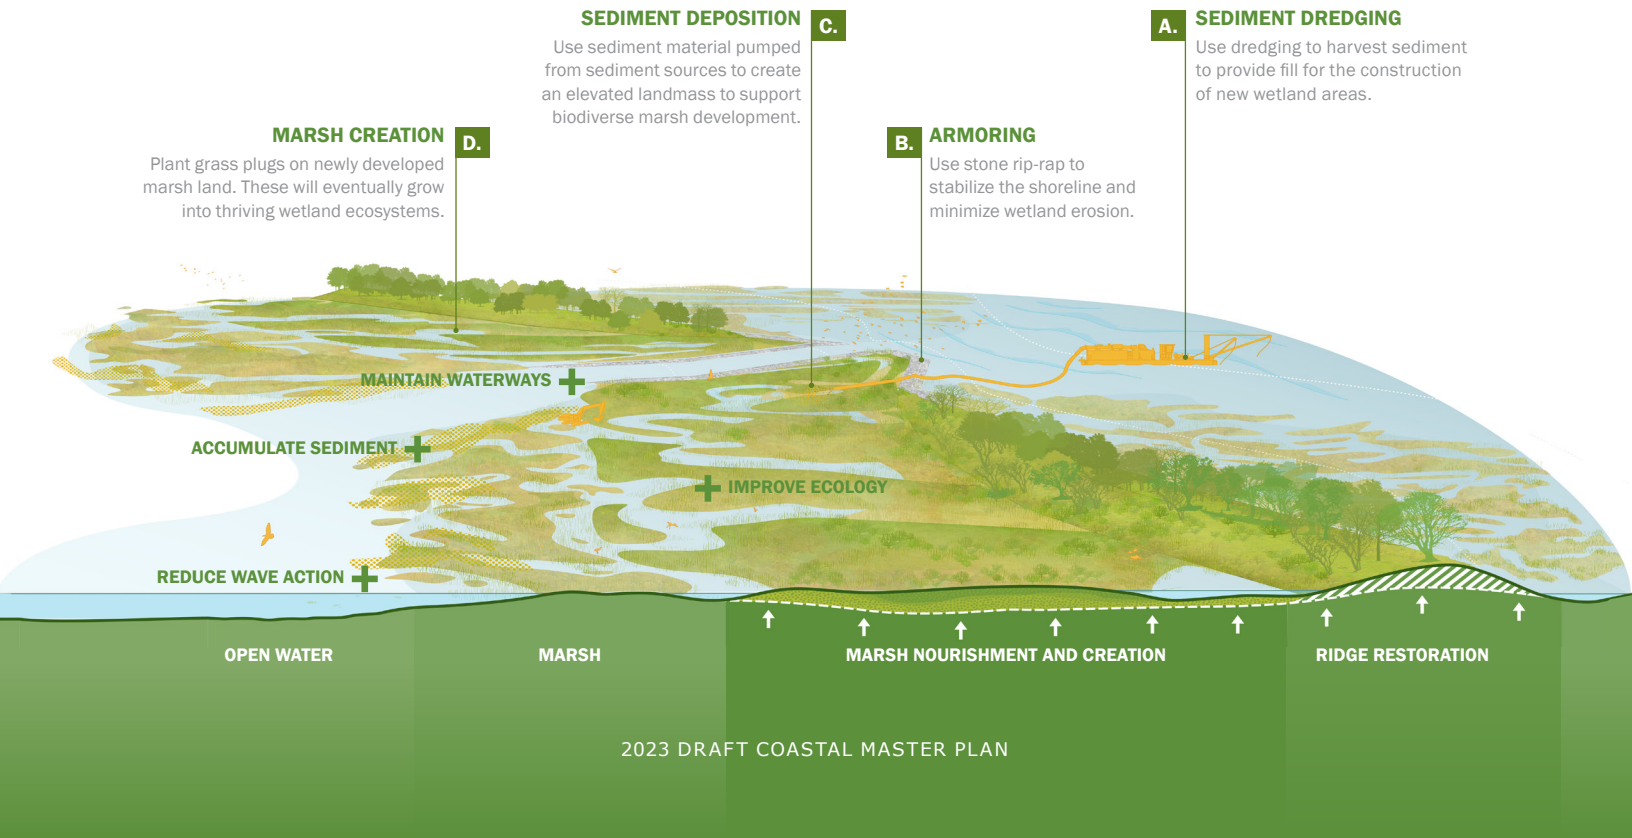 SEDIMENT DEPOSITION
C.
Use sediment material pumped
from sediment sources to create
an elevated landmass to support
biodiverse marsh development.
A.
SEDIMENT DREDGING
Use dredging to harvest sediment
to provide fill for the construction
of new wetland areas.
MARSH CREATION
D.
Plant grass plugs on newly developed
marsh land. These will eventually grow
into thriving wetland ecosystems.
B.
ARMORING
Use stone rip-rap to
stabilize the shoreline and
minimize wetland erosion.
MAINTAIN WATERWAYS
ACCUMULATE SEDIMENT
IMPROVE ECOLOGY
REDUCE WAVE ACTION
OPEN WATER
MARSH
MARSH NOURISHMENT AND CREATION
RIDGE RESTORATION
2023 DRAFT COASTAL MASTER PLAN